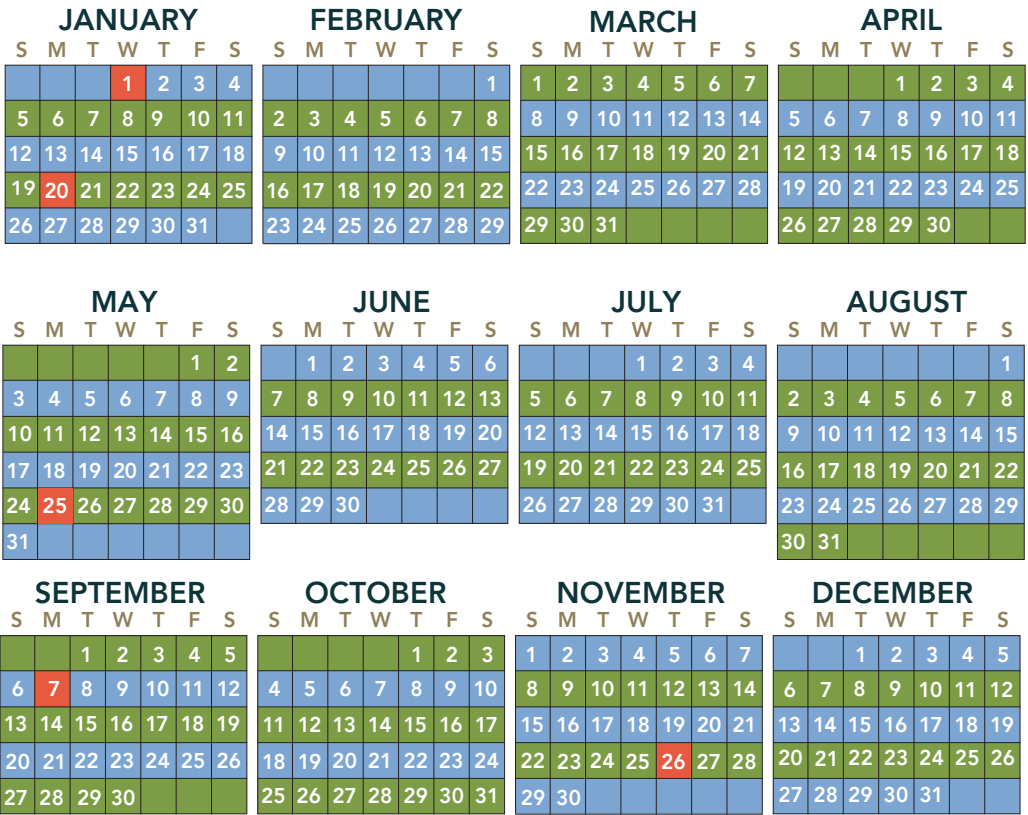 JANUARY
S M T W T F S
1 2 3 4
5 6 7 8 9 10 11
12 13 14 15 16 17 18
19 20 21 22 23 24 25
26 27 28 29 30 31
FEBRUARY
S M T W T F S
1
2 3 4 5 6 7 8
9 10 11 12 13 14 15
16 17 18 19 20 21 22
23 24 25 26 27 28 29
MARCH
S M T W T F S
1 2 3 4 5 6 7
8 9 10 11 12 13 14
15 16 17 18 19 20 21
22 23 24 25 26 27 28
29 30 31
APRIL
S M T W T F S
1 2 3 4
5 6 7 8 9 10 11
12 13 14 15 16 17 18
19 20 21 22 23 24 25
26 27 28 29 30
MAY
S M T W T F S
1 2
3 4 5 6 7 8 9
10 11 12 13 14 15 16
17 18 19 20 21 22 23
24 25 26 27 28 29 30
31
JUNE
S M T W T F S
1 2 3 4 5 6
7 8 9 10 11 12 13
14 15 16 17 18 19 20
21 22 23 24 25 26 27
28 29 30
JULY
S M T W T F S
1 2 3 4
5 6 7 8 9 10 11
12 13 14 15 16 17 18
19 20 21 22 23 24 25
26 27 28 29 30 31
AUGUST
S M T W T F S
1
2 3 4 5 6 7 8
9 10 11 12 13 14 15
16 17 18 19 20 21 22
23 24 25 26 27 28 29
30 31
SEPTEMBER
S M T W T F S
1 2 3 4 5
6 7 8 9 10 11 12
13 14 15 16 17 18 19
20 21 22 23 24 25 26
27 28 29 30
OCTOBER
S M T W T F S
1 2 3
4 5 6 7 8 9 10
11 12 13 14 15 16 17
18 19 20 21 22 23 24
25 26 27 28 29 30 31
NOVEMBER
S M T W T F S
1 2 3 4 5 6 7
8 9 10 11 12 13 14
15 16 17 18 19 20 21
22 23 24 25 26 27 28
29 30
DECEMBER
S M T W T F S
1 2 3 4 5
6 7 8 9 10 11 12
13 14 15 16 17 18 19
20 21 22 23 24 25 26
27 28 29 30 31